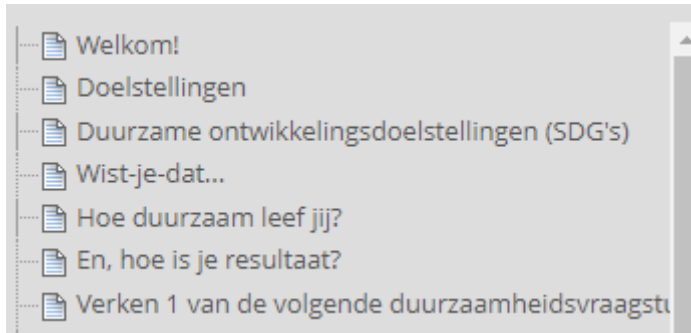 Welkom!
Doelstellingen
Duurzame ontwikkelingsdoelstellingen (SDG's)
Wist-je-dat...
Hoe duurzaam leef jij?
En, hoe is je resultaat?
Verken 1 van de volgende